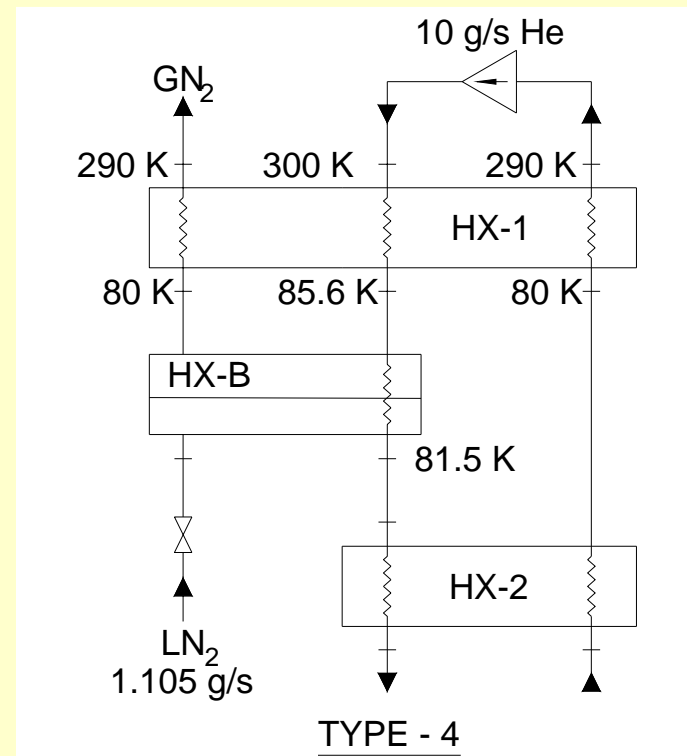 10 g/s He
GN2
290 K
300 K
290 K
HX-1
80 K
85.6 K
80 K
HX-B
81.5 K
HX-2
LN2
1.105 g/s
TYPE - 4